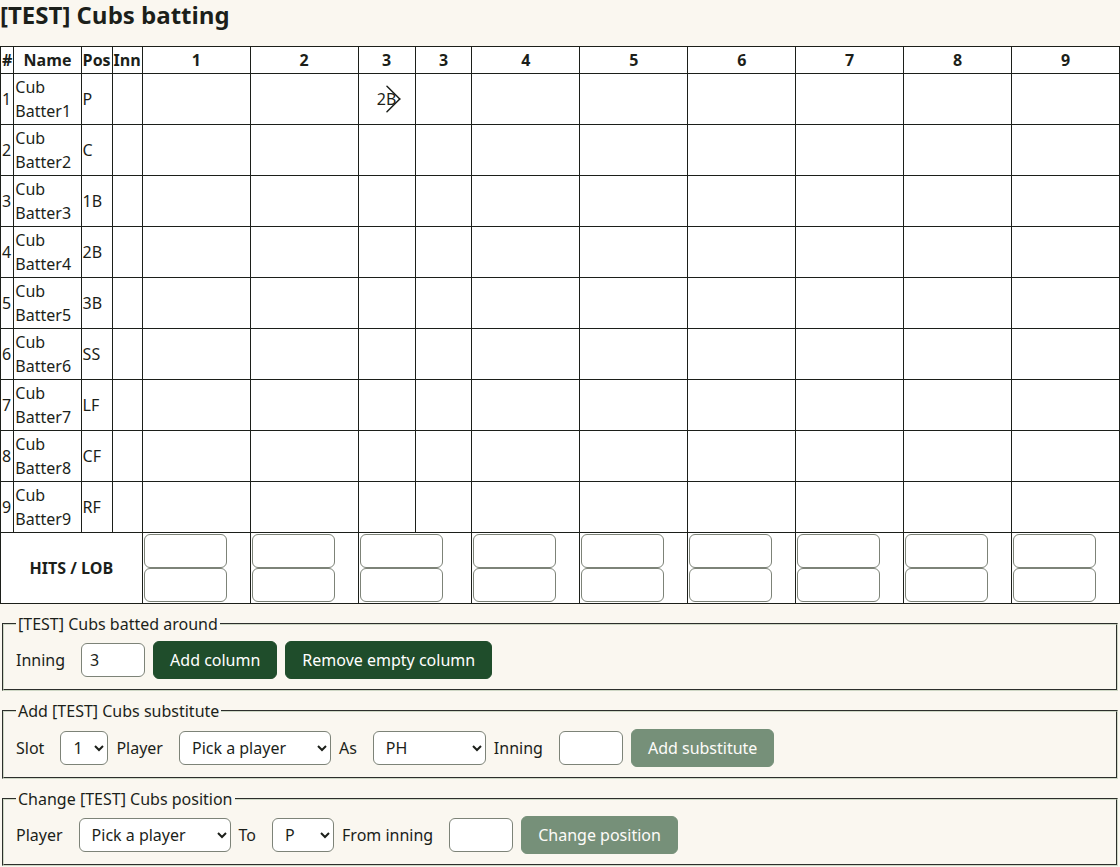 [TEST] Cubs batting
# Name Pos Inn 1 2 3 3 4 5 6 7 8 9
1 Cub Batter1 P 2B
2 Cub Batter2 C
3 Cub Batter3 1B
4 Cub Batter4 2B
5 Cub Batter5 3B
6 Cub Batter6 SS
7 Cub Batter7 LF
8 Cub Batter8 CF
9 Cub Batter9 RF
HITS / LOB
[TEST] Cubs batted around
Inning 3 Add column Remove empty column
Add [TEST] Cubs substitute
Slot 1 Player Pick a player As PH Inning Add substitute
Change [TEST] Cubs position
Player Pick a player To P From inning Change position